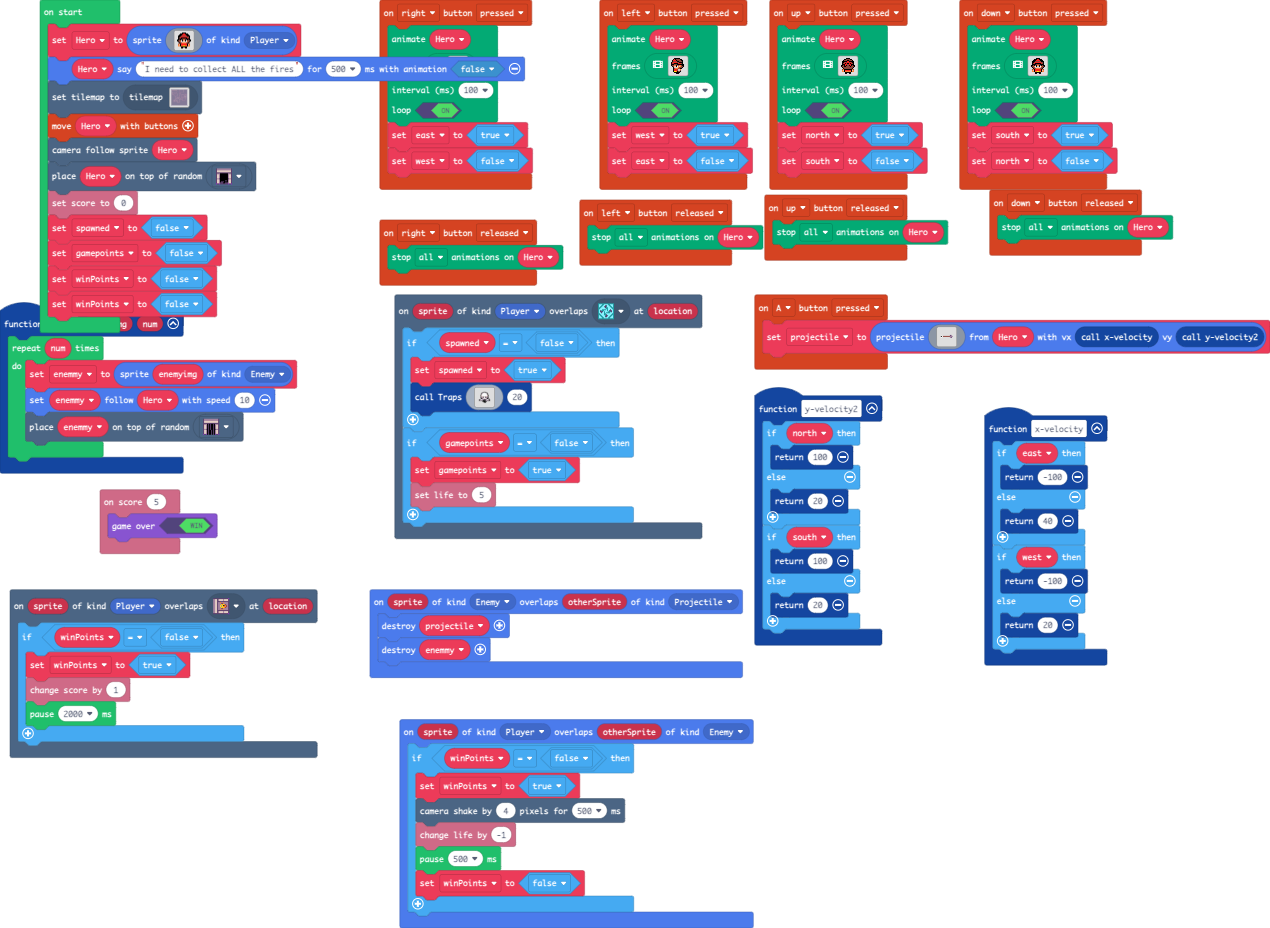 on start
set Hero to sprite of kind Player
Hero say "I need to collect ALL the fires" for 500 ms with animation false
set tilemap to tilemap
move Hero with buttons
camera follow sprite Hero
place Hero on top of random
set score to 0
set spawned to false
set gamepoints to false
set winPoints to false
set winPoints to false
on right button pressed
animate Hero
interval (ms) 100
loop ON
set east to true
set west to false
on left button pressed
animate Hero
frames
interval (ms) 100
loop ON
set west to true
set east to false
on up button pressed
animate Hero
frames
interval (ms) 100
loop ON
set north to true
set south to false
on down button pressed
animate Hero
frames
interval (ms) 100
loop ON
set south to true
set north to false
on right button released
stop all animations on Hero
on left button released
stop all animations on Hero
on up button released
stop all animations on Hero
on down button released
stop all animations on Hero
function num
repeat num times
do
set enemmy to sprite enemyimg of kind Enemy
set enemmy follow Hero with speed 10
place enemmy on top of random
on sprite of kind Player overlaps at location
if spawned = false then
set spawned to true
call Traps 20
if gamepoints = false then
set gamepoints to true
set life to 5
on A button pressed
set projectile to projectile from Hero with vx call x-velocity vy call y-velocity2
function y-velocity2
if north then
return 100
else
return 20
if south then
return 100
else
return 20
function x-velocity
if east then
return -100
else
return 40
if west then
return -100
else
return 20
on score 5
game over WIN
on sprite of kind Player overlaps at location
if winPoints = false then
set winPoints to true
change score by 1
pause 2000 ms
on sprite of kind Enemy overlaps otherSprite of kind Projectile
destroy projectile
destroy enemmy
on sprite of kind Player overlaps otherSprite of kind Enemy
if winPoints = false then
set winPoints to true
camera shake by 4 pixels for 500 ms
change life by -1
pause 500 ms
set winPoints to false